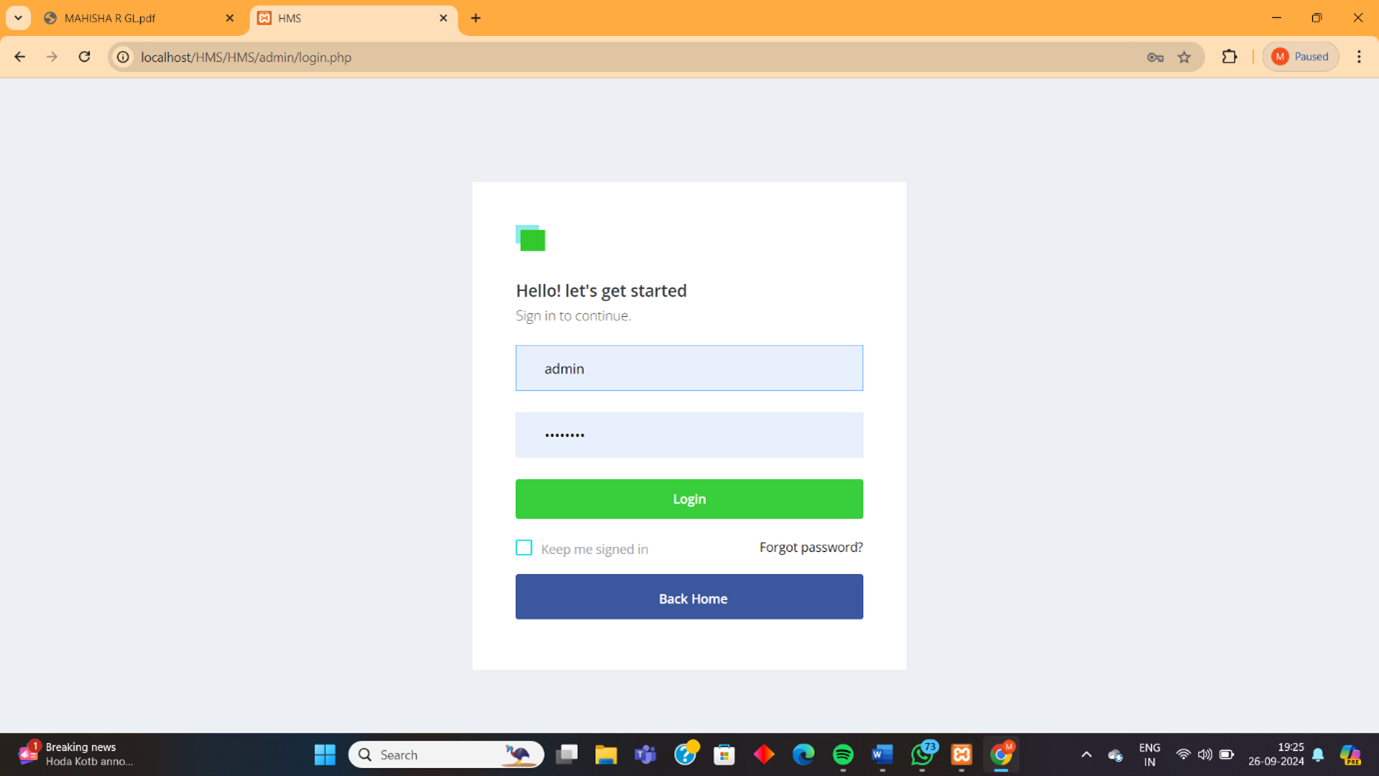 MAHISHA R GL.pdf
HMS
localhost/HMS/HMS/admin/login.php
M
Paused
Hello! let's get started
Sign in to continue.
admin
••••••••
Login
Keep me signed in
Forgot password?
Back Home
1
Breaking news
Hoda Kotb anno...
Search
73
M
ENG
IN
19:25
26-09-2024
PRE